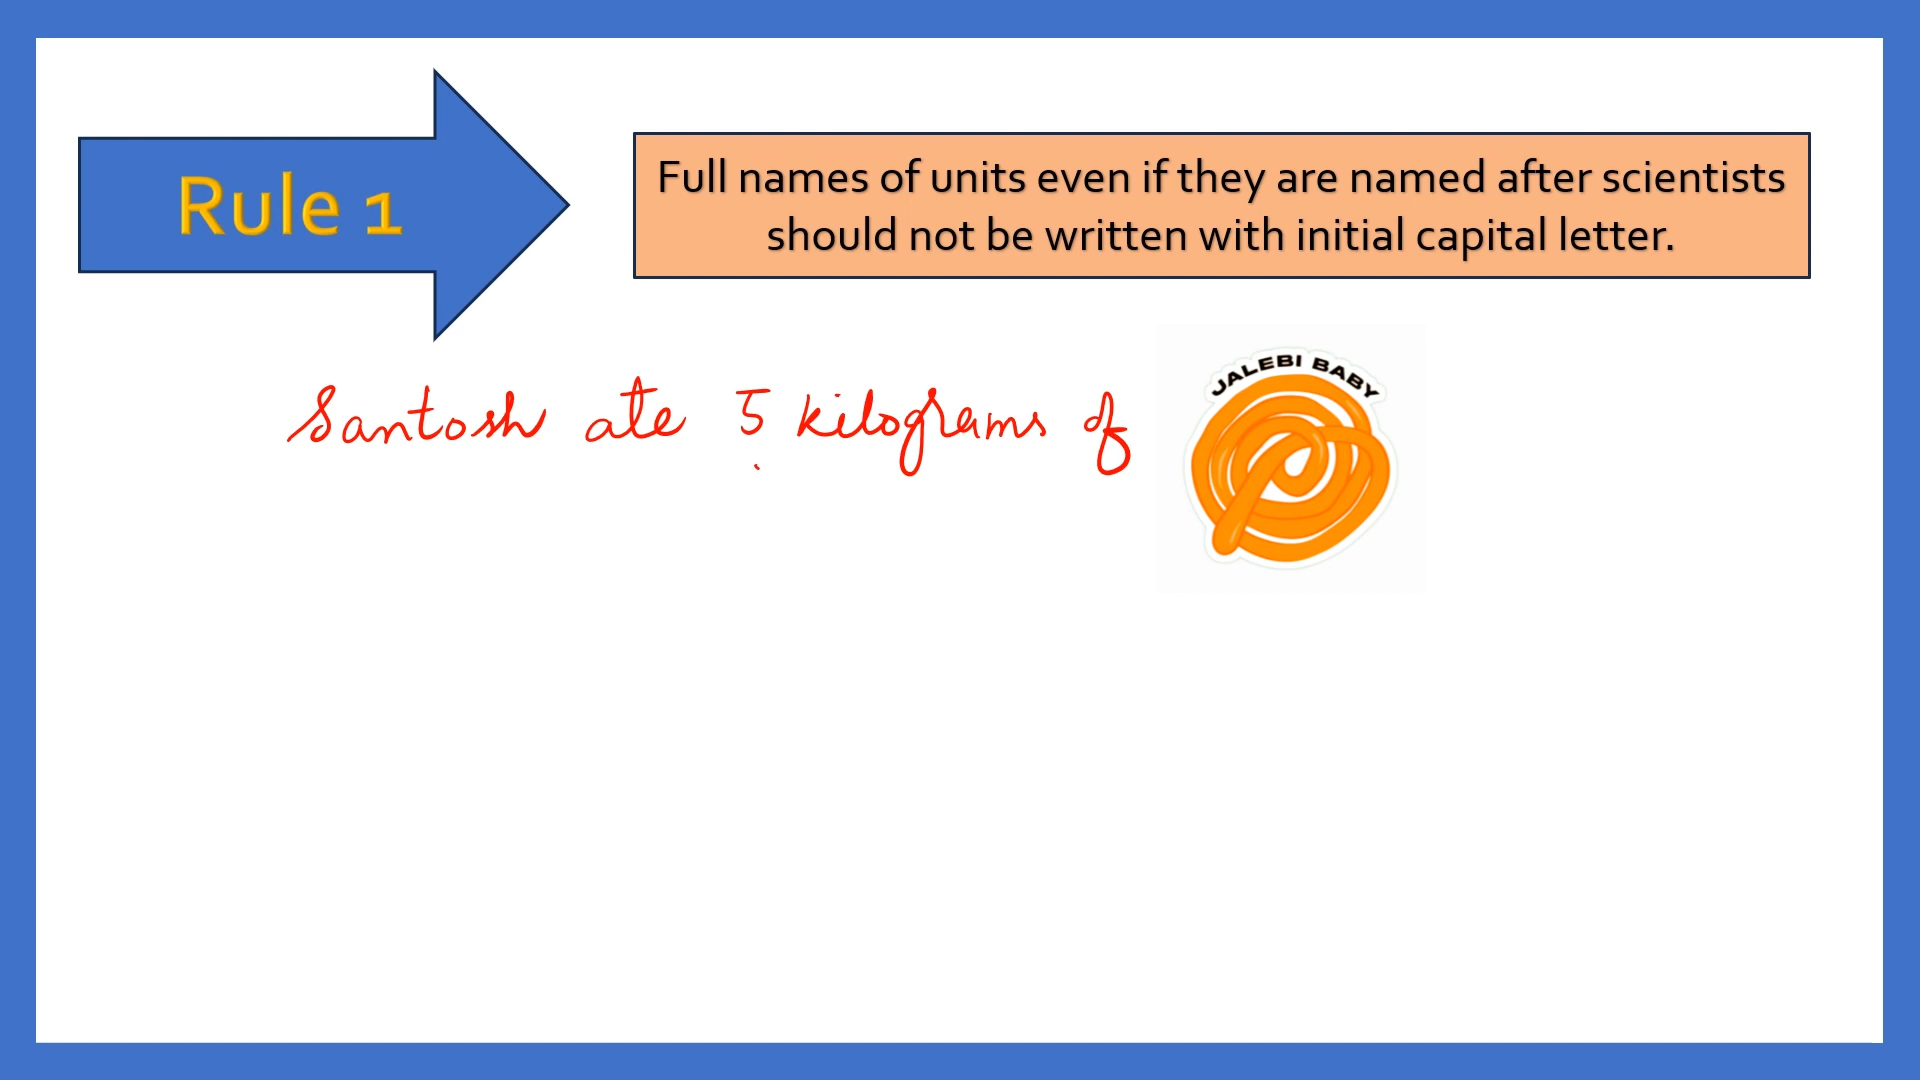 Rule 1
Full names of units even if they are named after scientists
should not be written with initial capital letter.
Santosh ate 5 kilograms of
JALEBI BABY